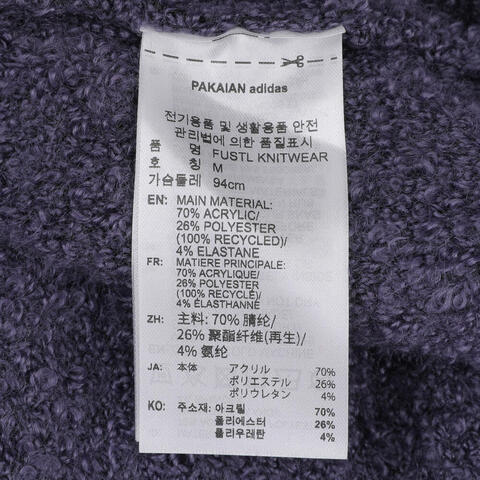 PAKAIAN adidas
전기용품 및 생활용품 안전
관리법에 의한 품질표시
품 명 FUSTL KNITWEAR
호 칭 M
가슴둘레 94cm
EN: MAIN MATERIAL:
70% ACRYLIC/
26% POLYESTER
(100% RECYCLED)/
4% ELASTANE
FR: MATIERE PRINCIPALE:
70% ACRYLIQUE/
26% POLYESTER
(100% RECYCLÉ)/
4% ÉLASTHANNE
ZH: 主料: 70% 腈纶/
26% 聚酯纤维(再生)/
4% 氨纶
JA: 本体 アクリル 70%
ポリエステル 26%
ポリウレタン 4%
KO: 주소재: 아크릴 70%
폴리에스터 26%
폴리우레탄 4%